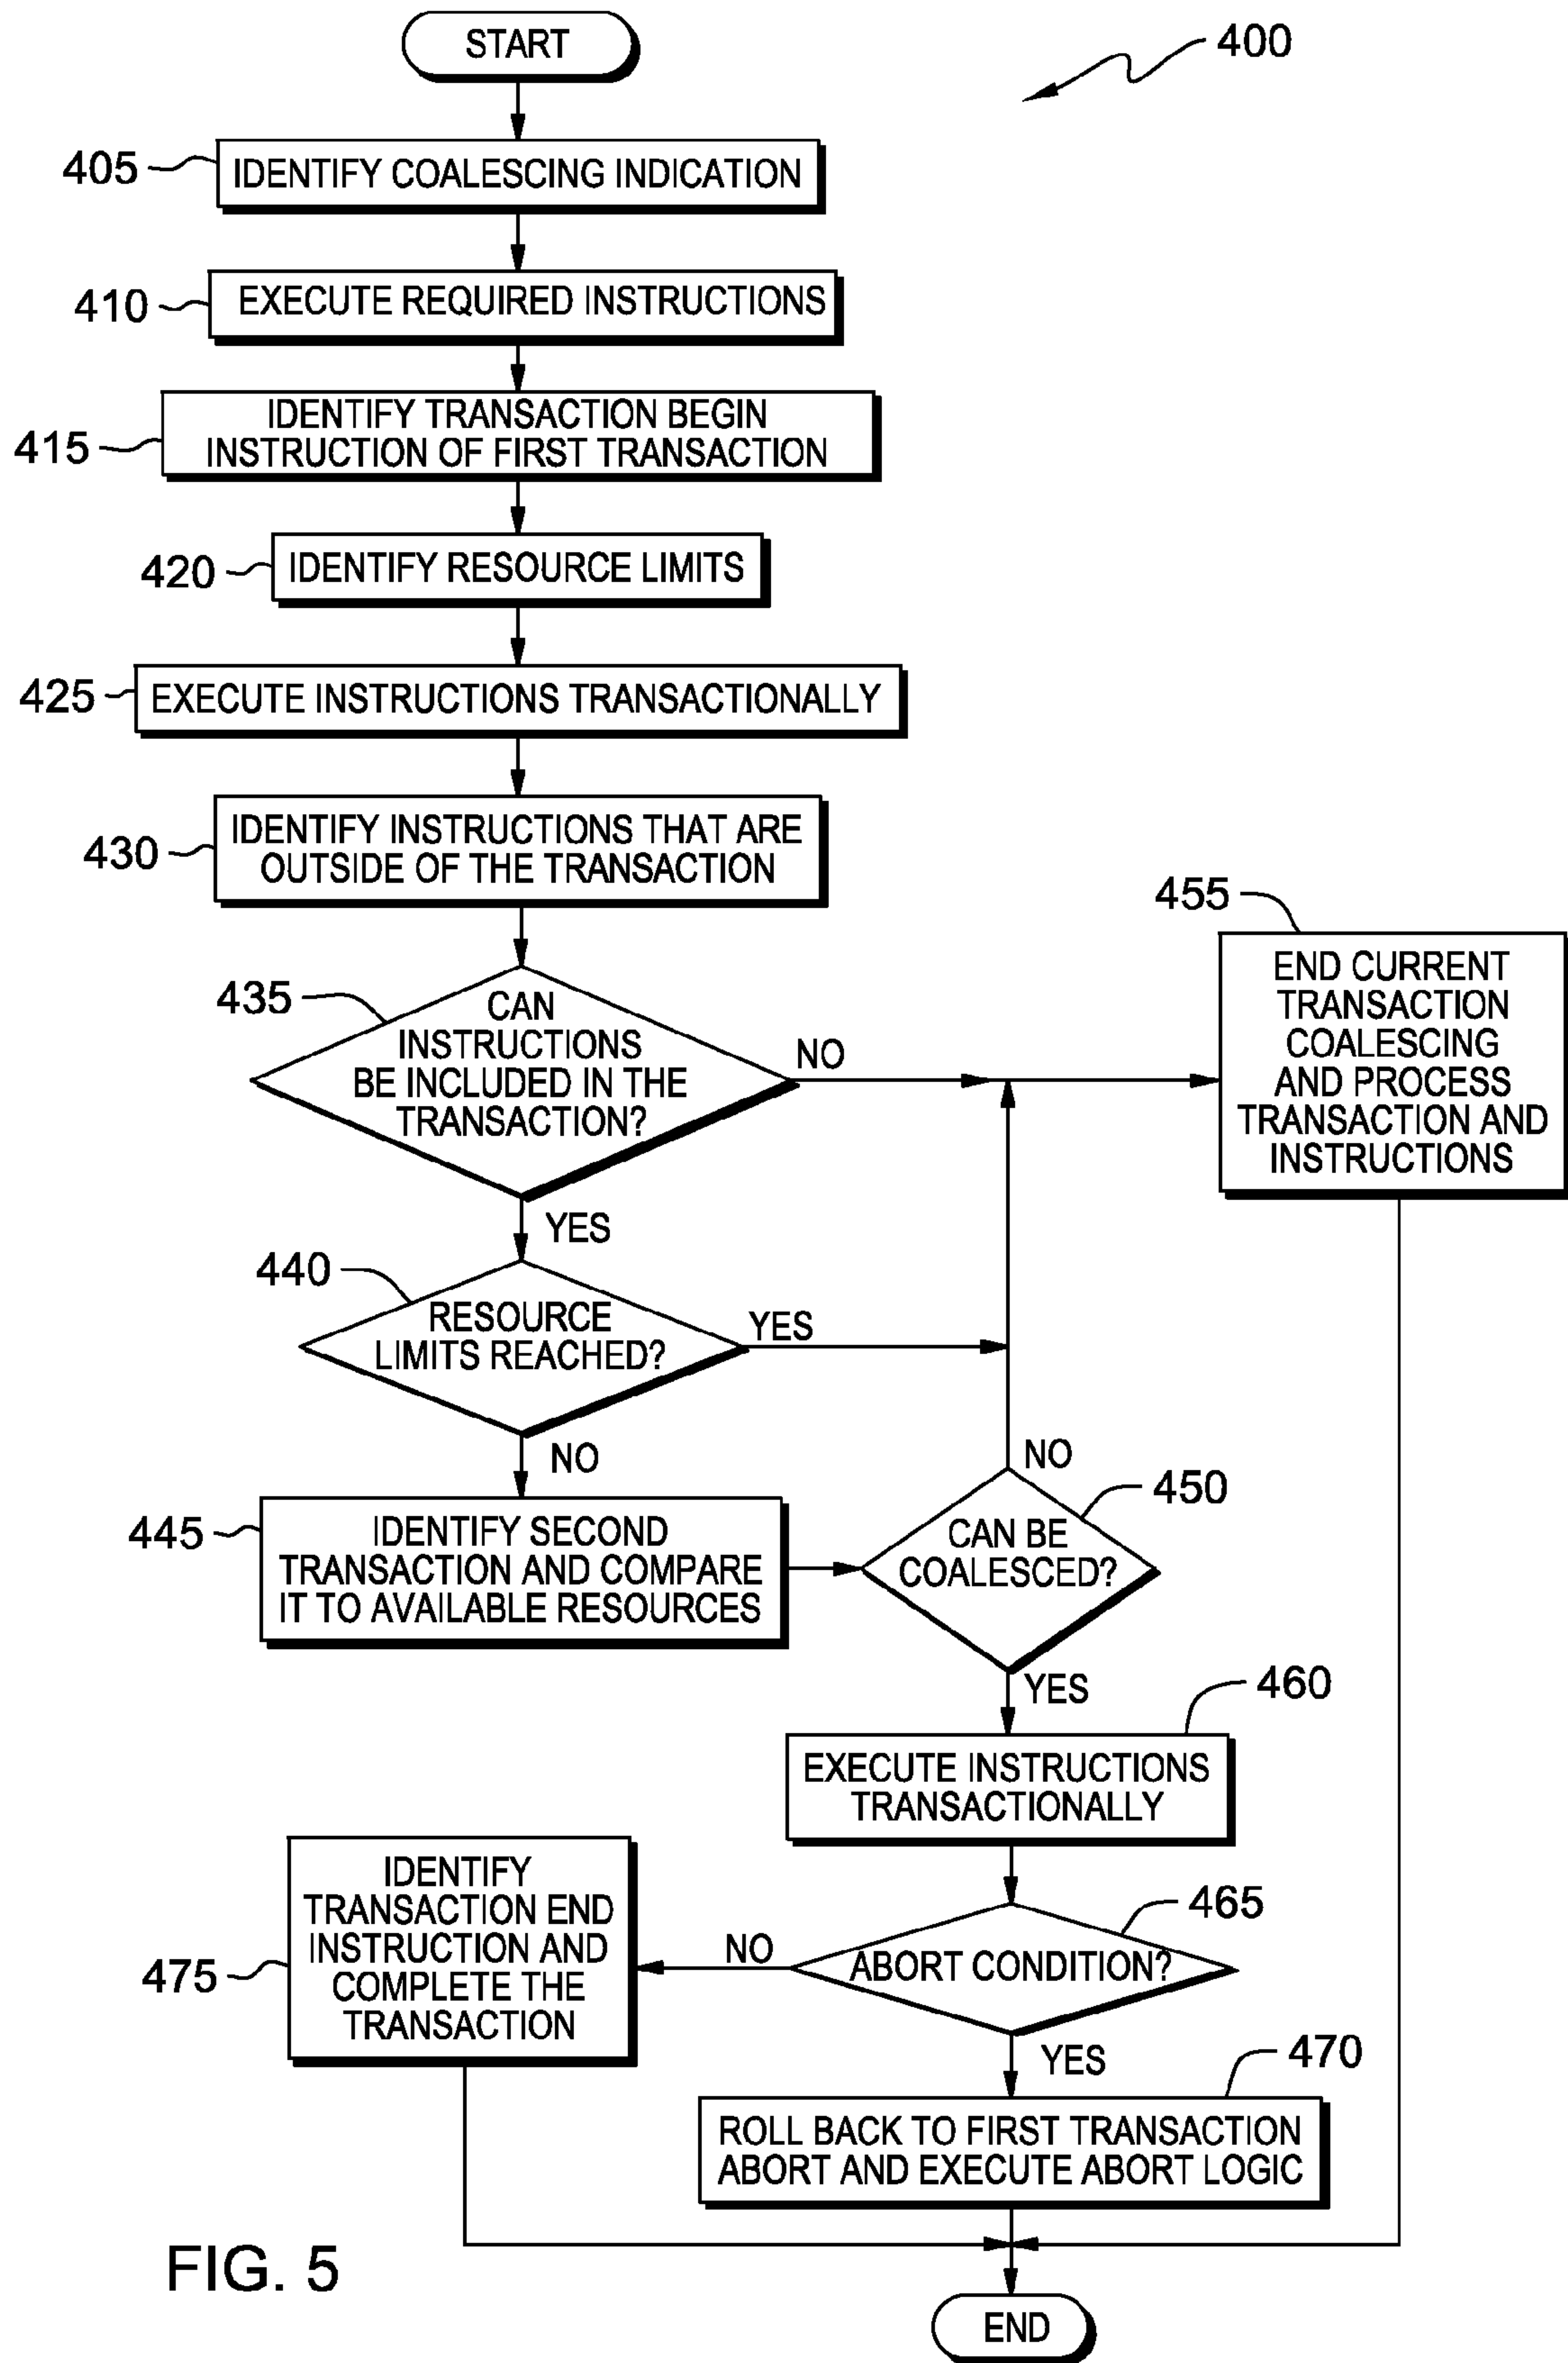 START
400
405
IDENTIFY COALESCING INDICATION
410
EXECUTE REQUIRED INSTRUCTIONS
415
IDENTIFY TRANSACTION BEGIN
INSTRUCTION OF FIRST TRANSACTION
420
IDENTIFY RESOURCE LIMITS
425
EXECUTE INSTRUCTIONS TRANSACTIONALLY
430
IDENTIFY INSTRUCTIONS THAT ARE
OUTSIDE OF THE TRANSACTION
435
CAN
INSTRUCTIONS
BE INCLUDED IN THE
TRANSACTION?
NO
YES
455
END CURRENT
TRANSACTION
COALESCING
AND PROCESS
TRANSACTION AND
INSTRUCTIONS
440
RESOURCE
LIMITS REACHED?
YES
NO
445
IDENTIFY SECOND
TRANSACTION AND COMPARE
IT TO AVAILABLE RESOURCES
450
CAN BE
COALESCED?
NO
YES
460
EXECUTE INSTRUCTIONS
TRANSACTIONALLY
465
ABORT CONDITION?
NO
YES
475
IDENTIFY
TRANSACTION END
INSTRUCTION AND
COMPLETE THE
TRANSACTION
470
ROLL BACK TO FIRST TRANSACTION
ABORT AND EXECUTE ABORT LOGIC
END
FIG. 5